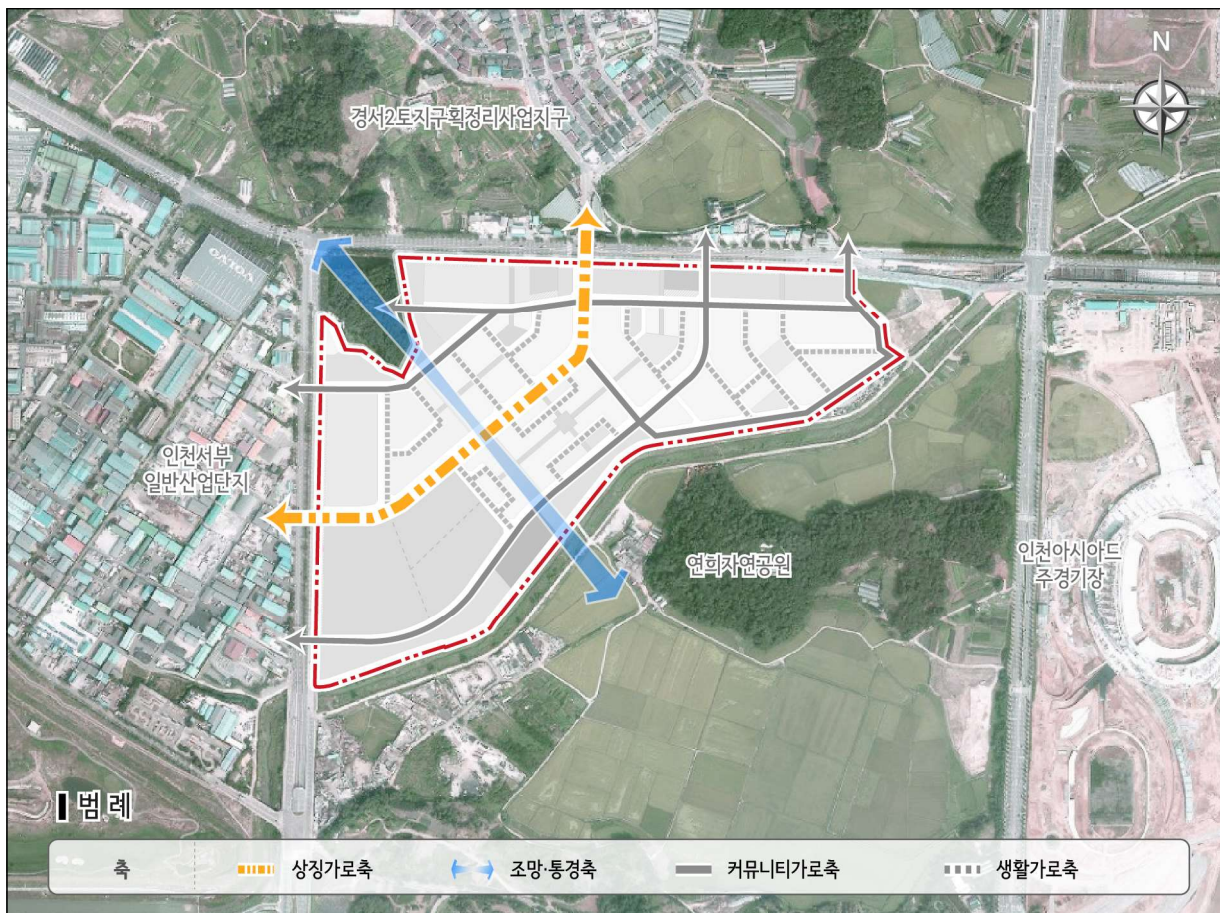 N
경서2토지구획정리사업지구
VOLVO
인천서부
일반산업단지
연희자연공원
인천아시아드
주경기장
범 례
축
상징가로축
조망·통경축
커뮤니티가로축
생활가로축